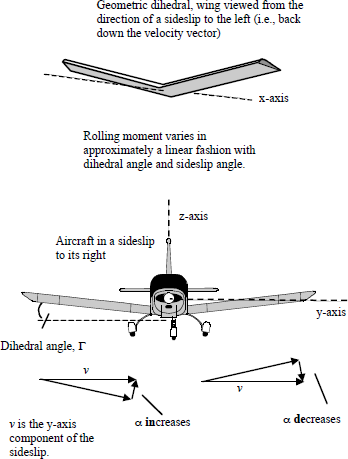 Geometric dihedral, wing viewed from the
direction of a sideslip to the left (i.e., back
down the velocity vector)
x-axis
Rolling moment varies in
approximately a linear fashion with
dihedral angle and sideslip angle.
z-axis
Aircraft in a sideslip
to its right
y-axis
Dihedral angle, Γ
v
v
α increases
α decreases
v is the y-axis
component of the
sideslip.